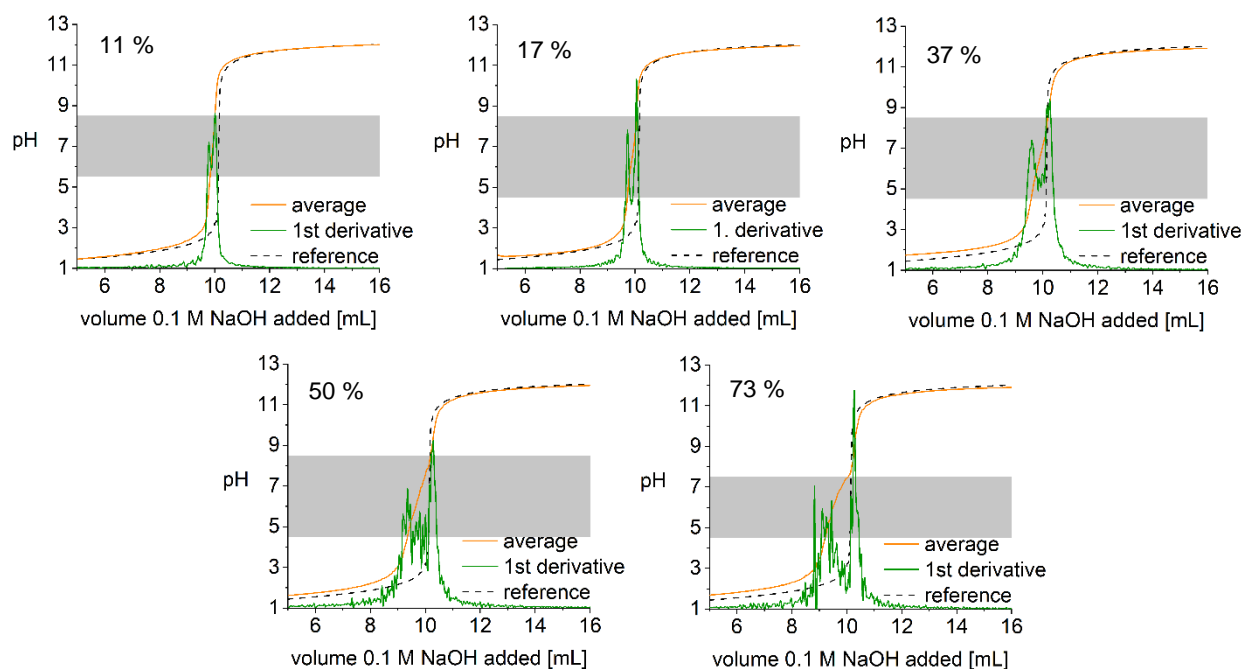 11 %
13
11
9
7
5
3
1
pH
average
1st derivative
reference
6 8 10 12 14 16
volume 0.1 M NaOH added [mL]
17 %
13
11
9
7
5
3
1
pH
average
1. derivative
reference
6 8 10 12 14 16
volume 0.1 M NaOH added [mL]
37 %
13
11
9
7
5
3
1
pH
average
1st derivative
reference
6 8 10 12 14 16
volume 0.1 M NaOH added [mL]
50 %
13
11
9
7
5
3
1
pH
average
1st derivative
reference
6 8 10 12 14 16
volume 0.1 M NaOH added [mL]
73 %
13
11
9
7
5
3
1
pH
average
1st derivative
reference
6 8 10 12 14 16
volume 0.1 M NaOH added [mL]